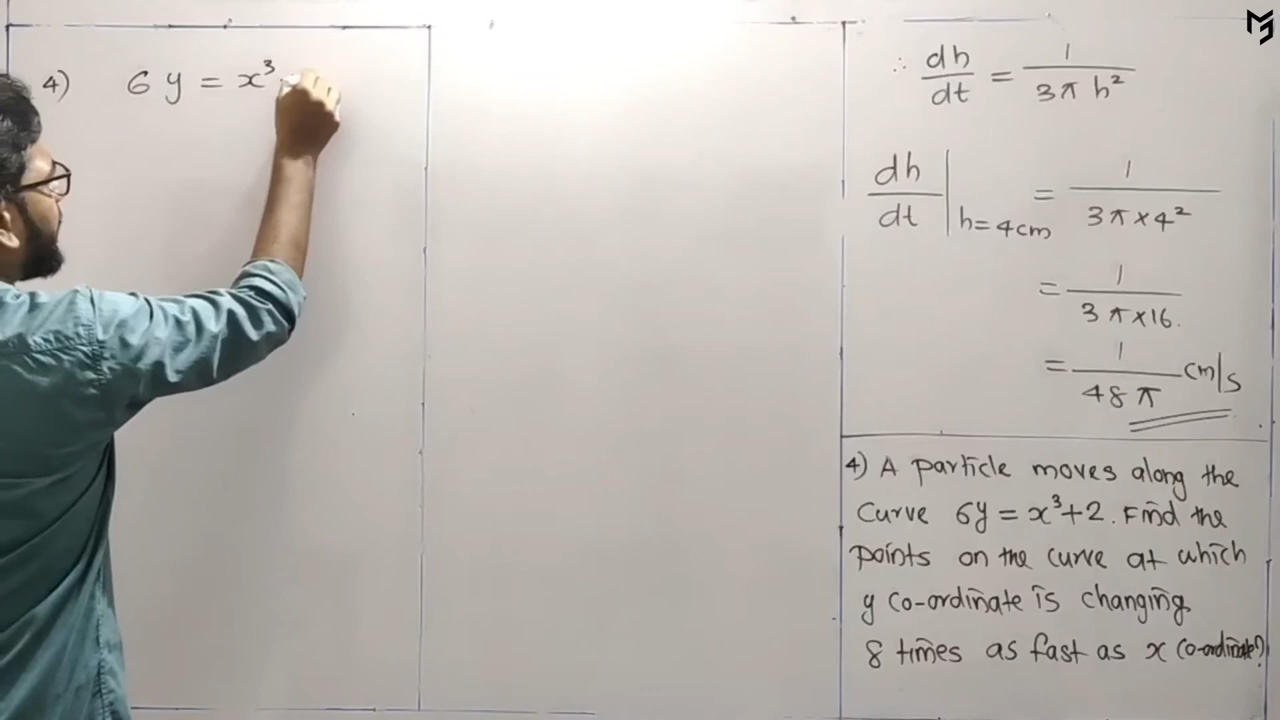 4) 6 y = x³
∴ dh/dt = 1/3π h²
dh/dt|h=4cm = 1/3π×4²
= 1/3π×16.
= 1/48π cm/s
4) A particle moves along the
curve 6y = x³+2. Find the
points on the curve at which
y co-ordinate is changing
8 times as fast as x co-ordinate?